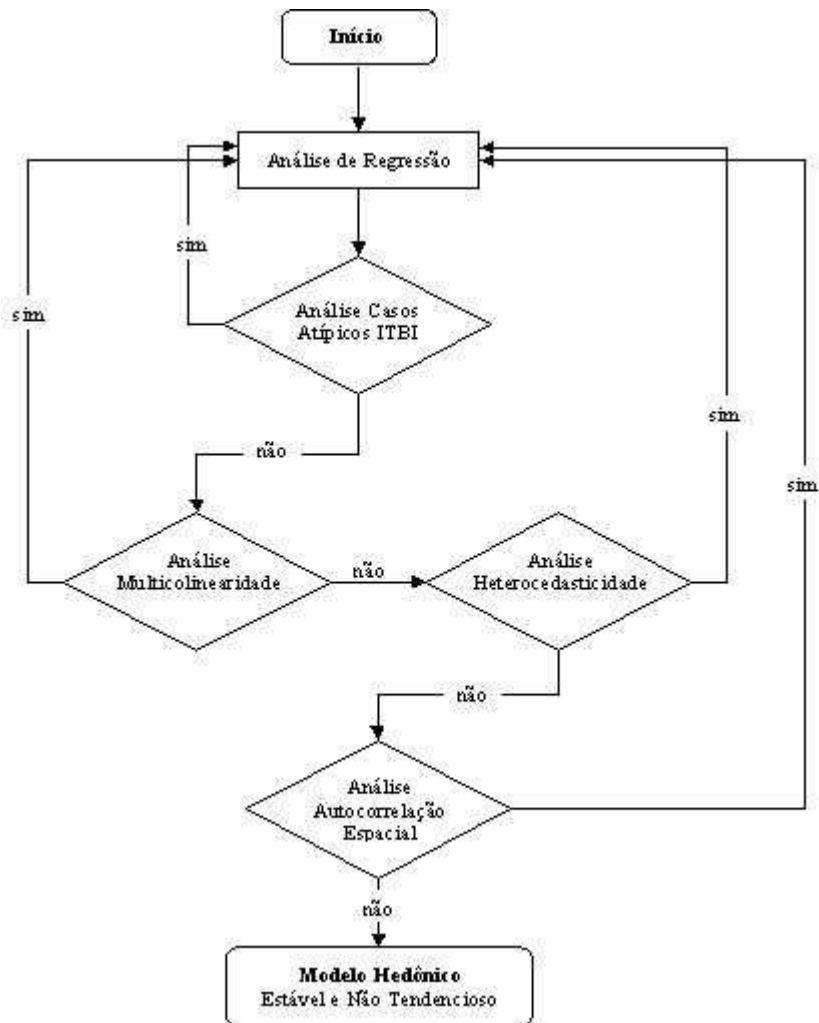 Início
Análise de Regressão
sim
Análise Casos
Atípicos ITBI
sim
sim
não
sim
Análise
Multicolinearidade
não
Análise
Heterocedasticidade
não
Análise
Autocorrelação
Espacial
não
Modelo Hedônico
Estável e Não Tendencioso